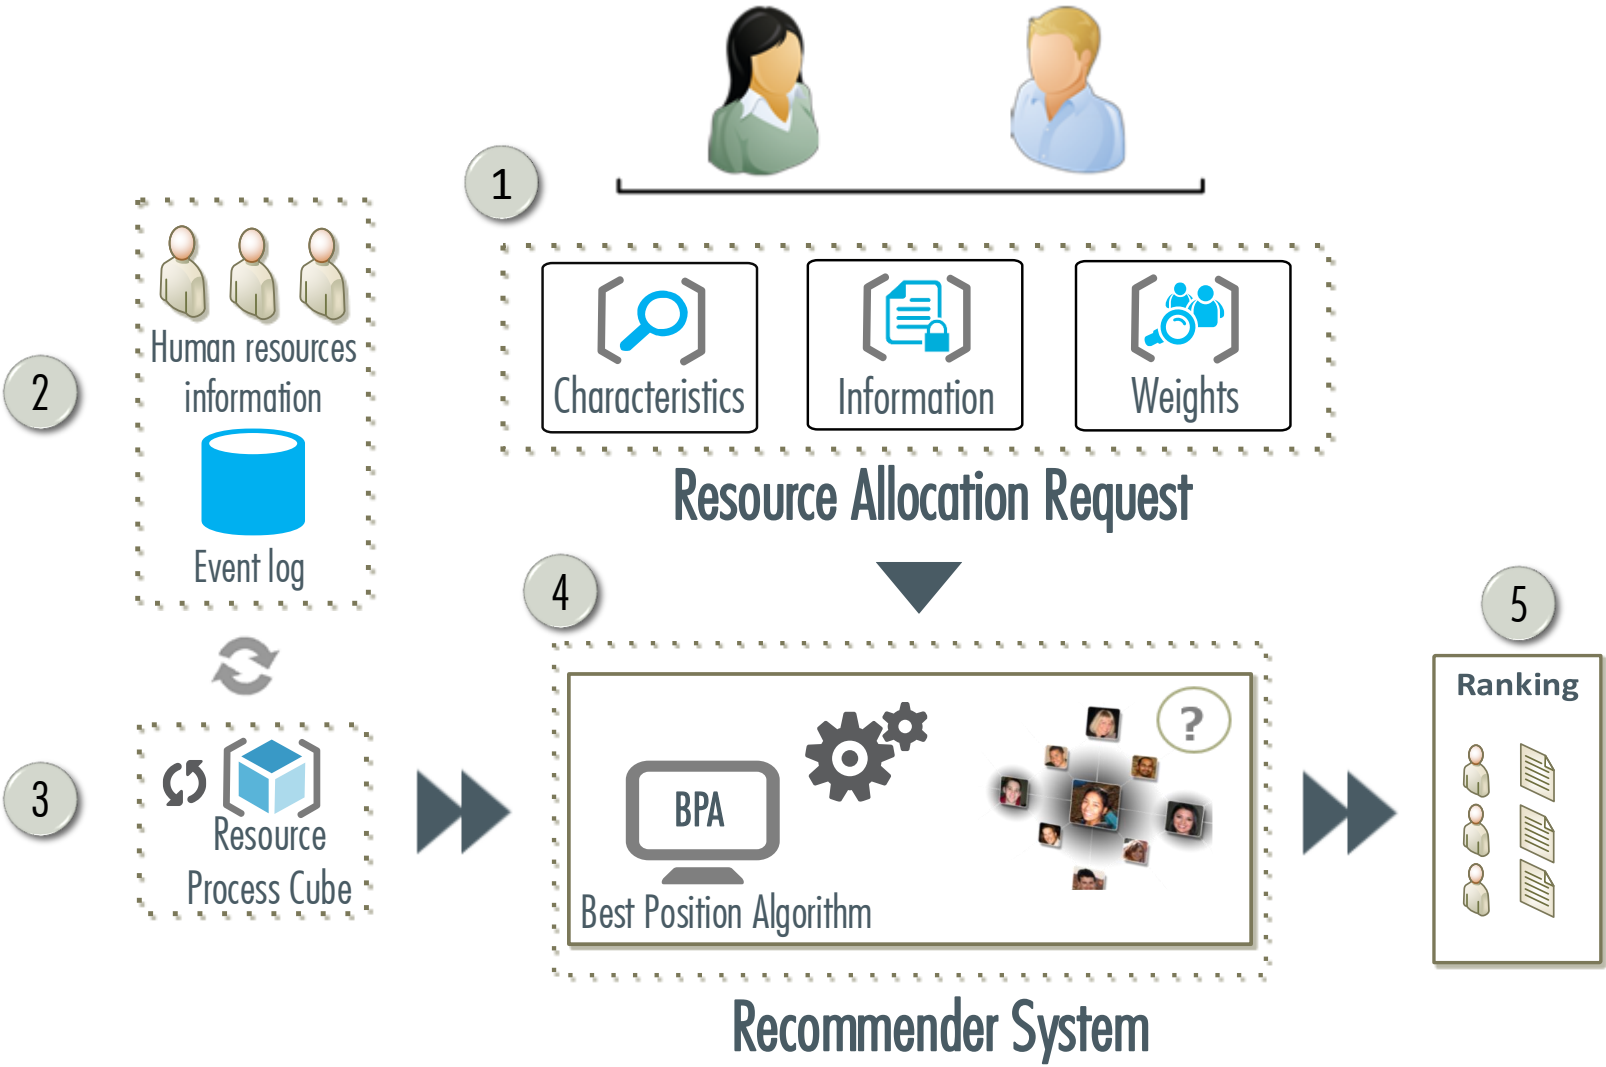 1
Characteristics
Information
Weights
Resource Allocation Request
2
Human resources
information
Event log
3
Resource
Process Cube
4
BPA
Best Position Algorithm
?
Recommender System
5
Ranking